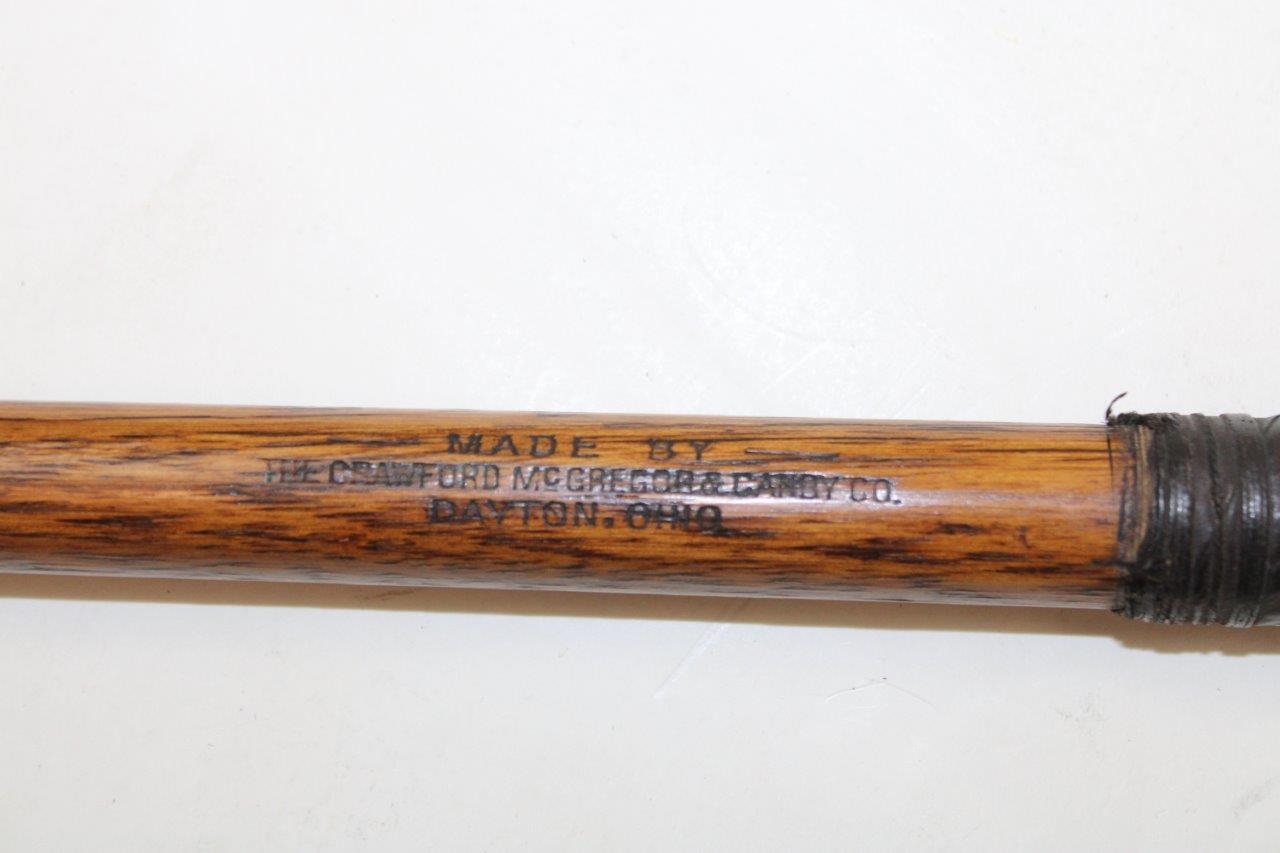 — MADE BY —
THE CRAWFORD McGREGOR & CANBY CO.
DAYTON, OHIO